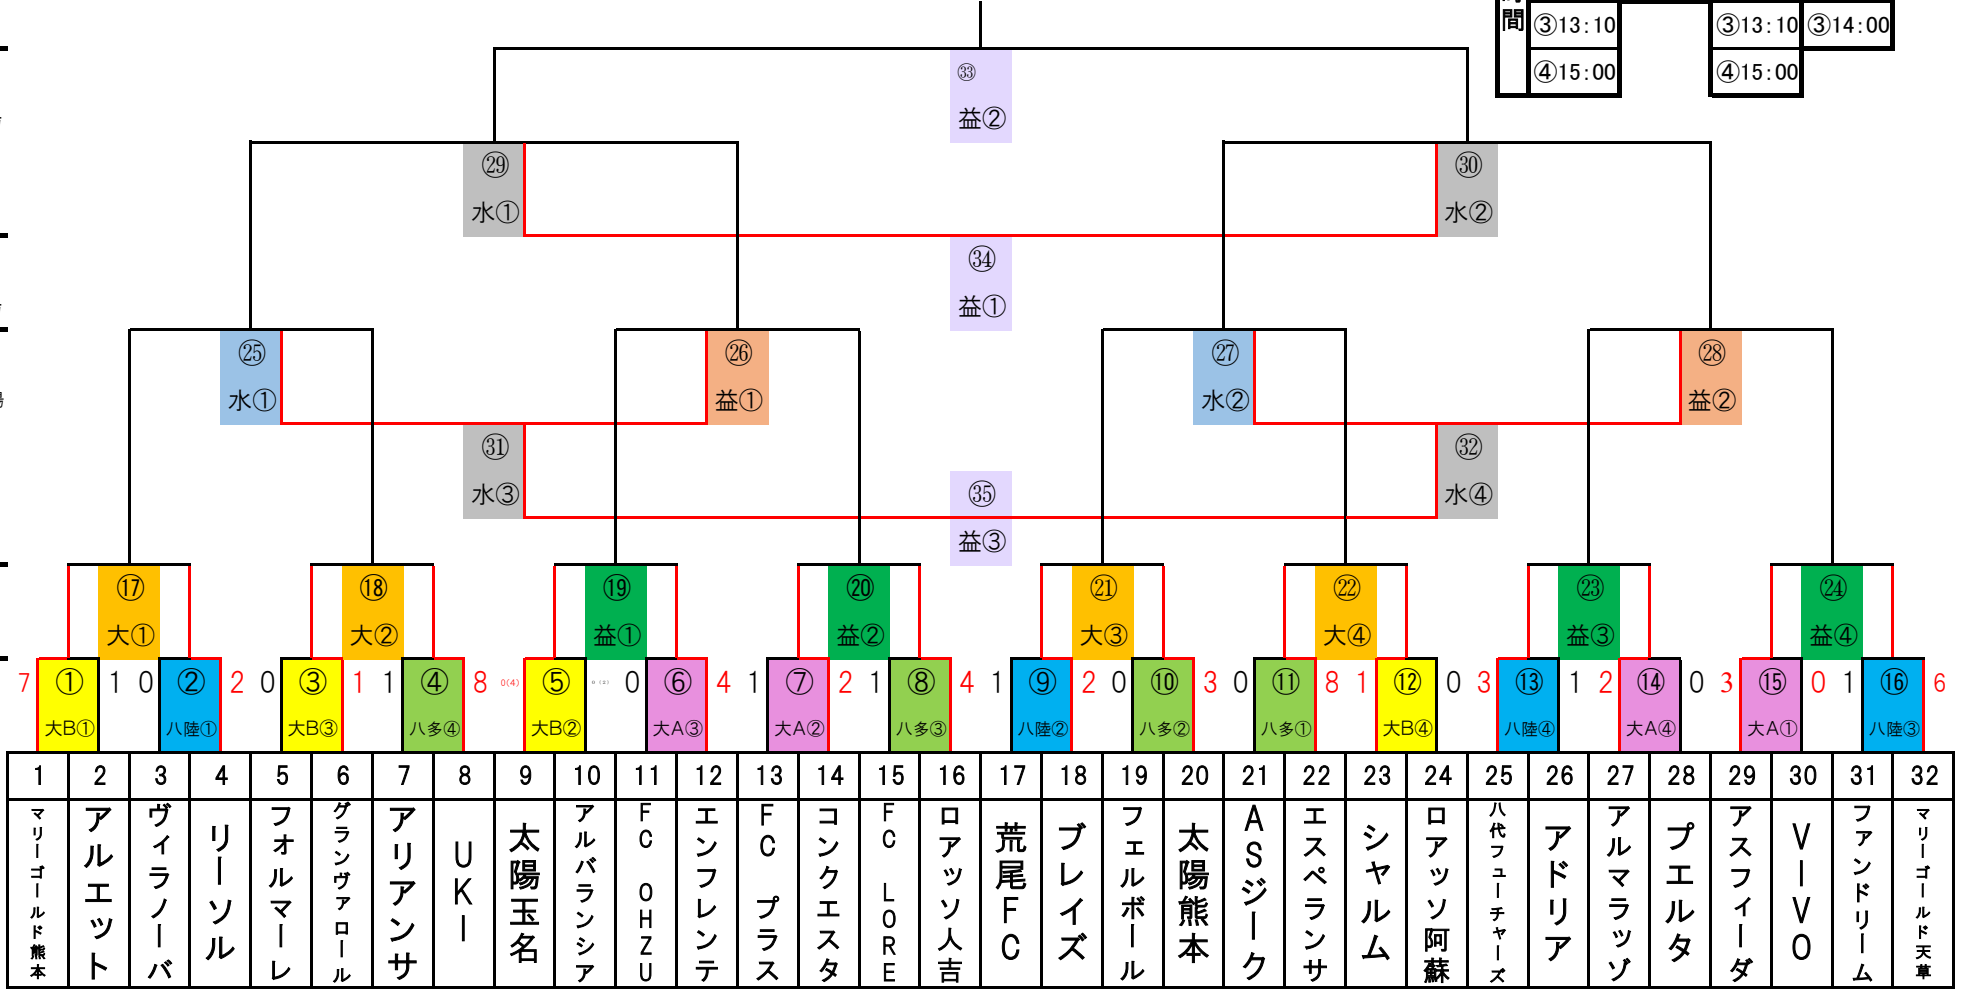 間
③13:10 ③13:10 ③14:00
④15:00 ④15:00
㉝
益②
㉙ ㉚
水① 水②
㉞
益①
㉕ ㉖ ㉗ ㉘
水① 益① 水② 益②
㉛ ㉜
水③ 水④
㉟
益③
⑰ ⑱ ⑲ ⑳ ㉑ ㉒ ㉓ ㉔
大① 大② 益① 益② 大③ 大④ 益③ 益④
7 ① 1 0 ② 2 0 ③ 1 1 ④ 8 0(4) ⑤ 0(2) 0 ⑥ 4 1 ⑦ 2 1 ⑧ 4 1 ⑨ 2 0 ⑩ 3 0 ⑪ 8 1 ⑫ 0 3 ⑬ 1 2 ⑭ 0 3 ⑮ 0 1 ⑯ 6
大B① 八陸① 大B③ 八多④ 大B② 大A③ 大A② 八多③ 八陸② 八多② 八多① 大B④ 八陸④ 大A④ 大A① 八陸③
1 2 3 4 5 6 7 8 9 10 11 12 13 14 15 16 17 18 19 20 21 22 23 24 25 26 27 28 29 30 31 32
マリーゴールド熊本
アルエット
ヴィラノーバ
リーソル
フォルマーレ
グランヴァロール
アリアンサ
UKI
太陽玉名
アルバランシア
FC OHZU
エンフレンテ
FC プラス
コンクエスタ
FC LORE
ロアッソ人吉
荒尾FC
ブレイズ
フェルボール
太陽熊本
ASジーク
エスペランサ
シャルム
ロアッソ阿蘇
八代フューチャーズ
アドリア
アルマラッゾ
プエルタ
アスフィーダ
VIVO
ファンドリーム
マリーゴールド天草